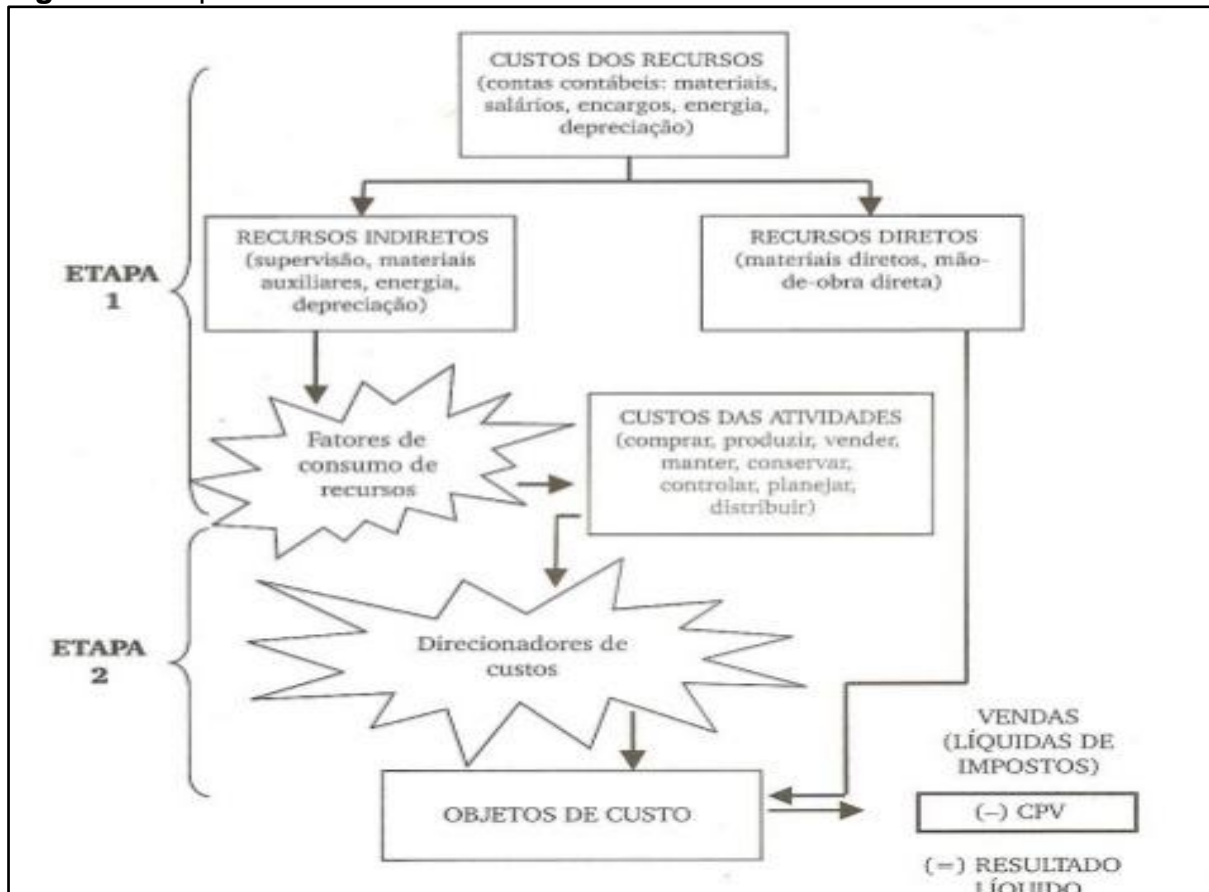 CUSTOS DOS RECURSOS
(contas contábeis: materiais,
salários, encargos, energia,
depreciação)
RECURSOS INDIRETOS
(supervisão, materiais
auxiliares, energia,
depreciação)
RECURSOS DIRETOS
(materiais diretos, mão-
de-obra direta)
ETAPA
1
Fatores de
consumo de
recursos
CUSTOS DAS ATIVIDADES
(comprar, produzir, vender,
manter, conservar,
controlar, planejar,
distribuir)
ETAPA
2
Direcionadores de
custos
OBJETOS DE CUSTO
VENDAS
(LÍQUIDAS DE
IMPOSTOS)
(–) CPV
(=) RESULTADO
LÍQUIDO